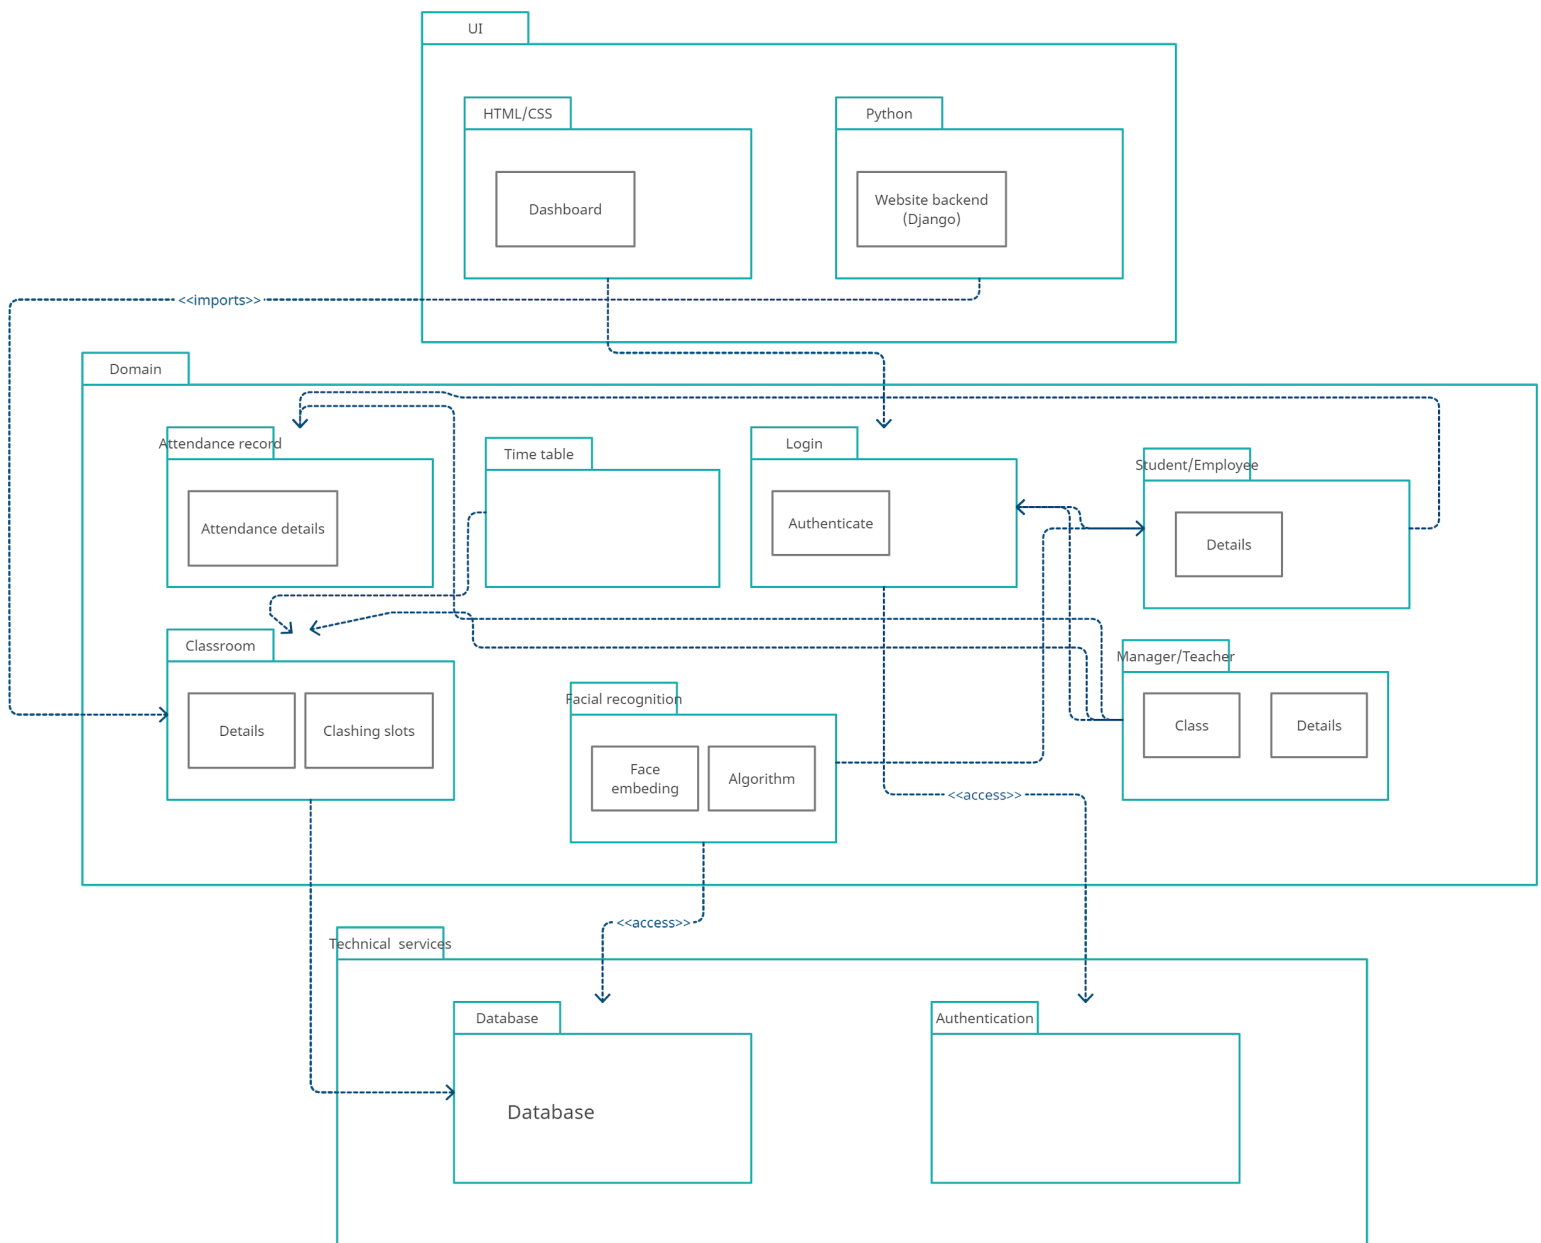 UI
HTML/CSS
Python
Dashboard
Website backend
(Django)
<<imports>>
Domain
Attendance record
Time table
Login
Student/Employee
Attendance details
Authenticate
Details
Classroom
Manager/Teacher
Facial recognition
Details
Clashing slots
Class
Details
Face
embeding
Algorithm
<<access>>
<<access>>
Technical services
Database
Authentication
Database